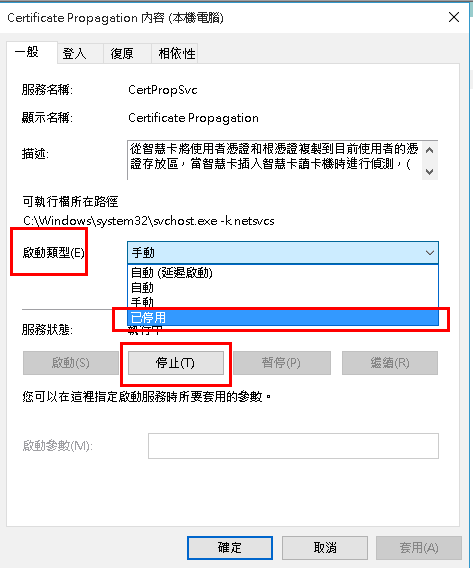 Certificate Propagation 內容 (本機電腦)
一般 登入 復原 相依性
服務名稱: CertPropSvc
顯示名稱: Certificate Propagation
描述: 從智慧卡將使用者憑證和根憑證複製到目前使用者的憑
證存放區，當智慧卡插入智慧卡讀卡機時進行偵測，(
可執行檔所在路徑
C:\Windows\system32\svchost.exe -k netsvcs
啟動類型(E) 手動
自動 (延遲啟動)
自動
手動
已停用
服務狀態: 執行中
啟動(S) 停止(T) 暫停(P) 繼續(R)
您可以在這裡指定啟動服務時所要套用的參數。
啟動參數(M):
確定 取消 套用(A)